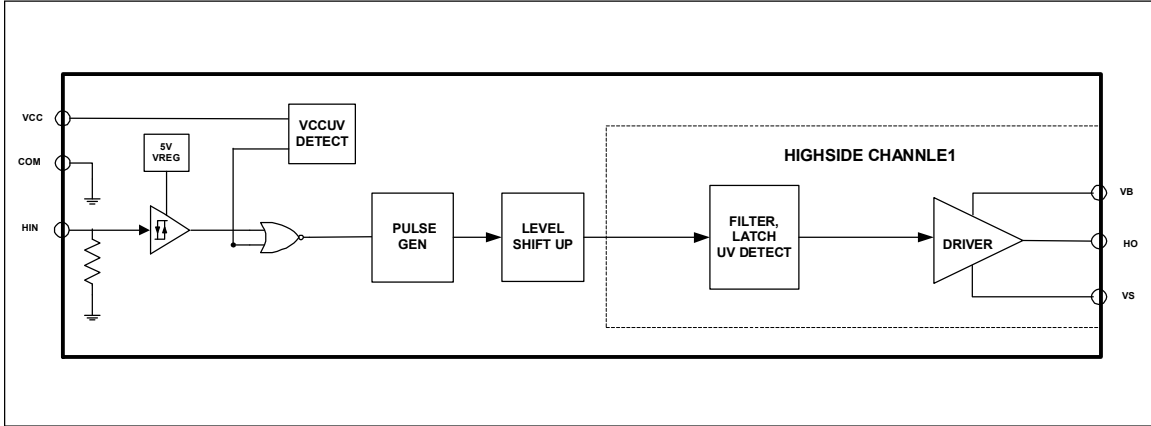 VCC
VCCUV
DETECT
5V
VREG
COM
HIGHSIDE CHANNLE1
VB
HIN
PULSE
GEN
LEVEL
SHIFT UP
FILTER,
LATCH
UV DETECT
DRIVER
HO
VS